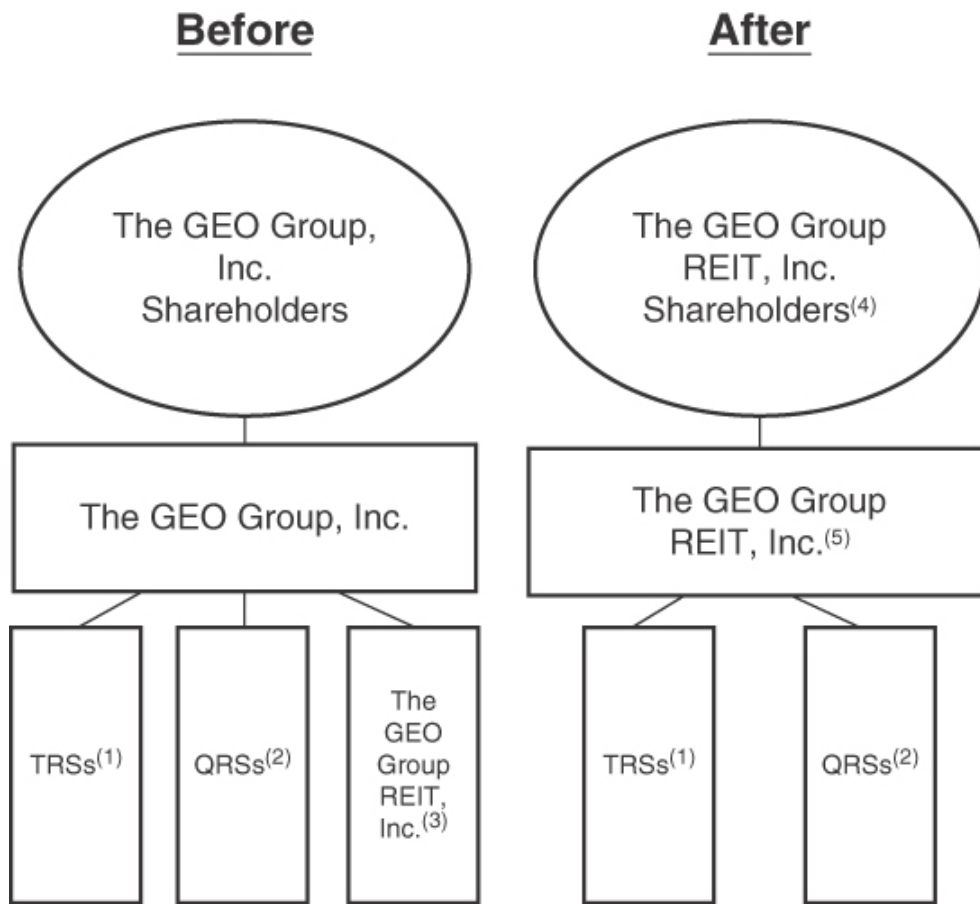 Before
The GEO Group,
Inc.
Shareholders
The GEO Group, Inc.
TRSs(1)
QRSs(2)
The
GEO
Group
REIT,
Inc.(3)
After
The GEO Group
REIT, Inc.
Shareholders(4)
The GEO Group
REIT, Inc.(5)
TRSs(1)
QRSs(2)